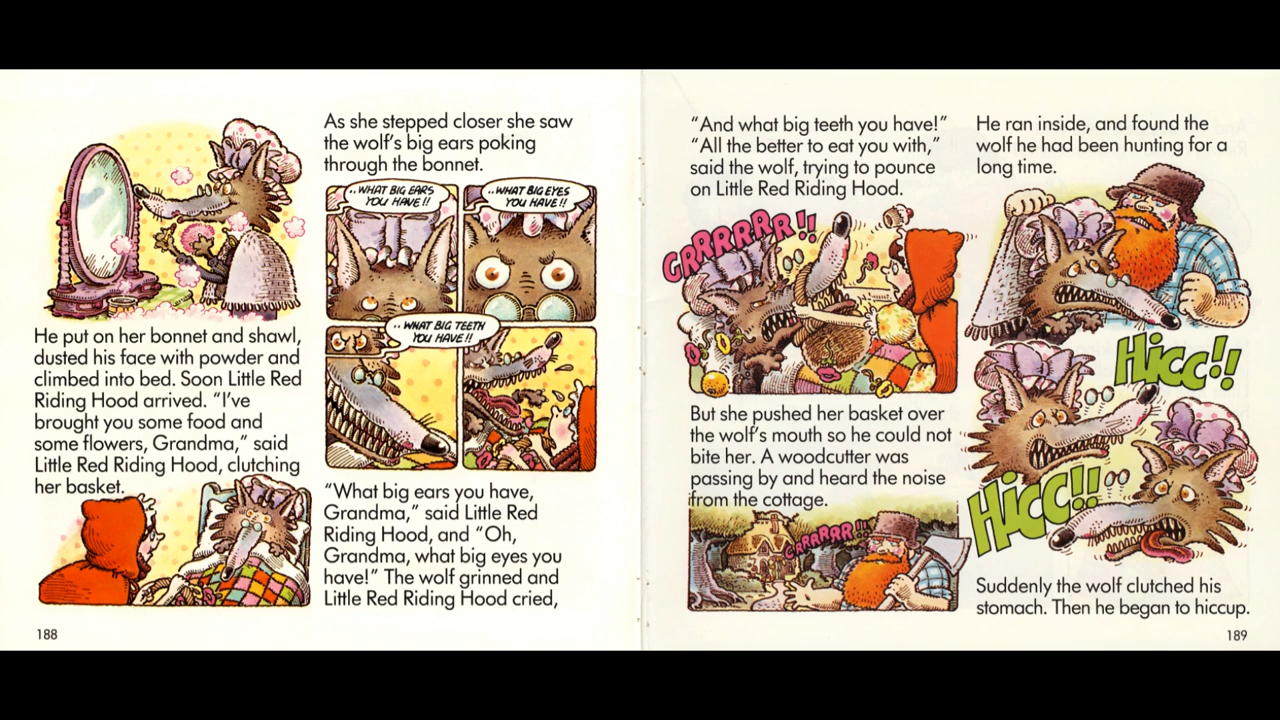 He put on her bonnet and shawl,
dusted his face with powder and
climbed into bed. Soon Little Red
Riding Hood arrived. “I’ve
brought you some food and
some flowers, Grandma,” said
Little Red Riding Hood, clutching
her basket.
188
As she stepped closer she saw
the wolf’s big ears poking
through the bonnet.
..WHAT BIG EARS
YOU HAVE!!
..WHAT BIG EYES
YOU HAVE!!
..WHAT BIG TEETH
YOU HAVE!!
“What big ears you have,
Grandma,” said Little Red
Riding Hood, and “Oh,
Grandma, what big eyes you
have!” The wolf grinned and
Little Red Riding Hood cried,
“And what big teeth you have!”
“All the better to eat you with,”
said the wolf, trying to pounce
on Little Red Riding Hood.
GRRRRRR!!
But she pushed her basket over
the wolf’s mouth so he could not
bite her. A woodcutter was
passing by and heard the noise
from the cottage.
GRRRRRR!!
He ran inside, and found the
wolf he had been hunting for a
long time.
HiCC!!
HiCC!!
Suddenly the wolf clutched his
stomach. Then he began to hiccup.
189